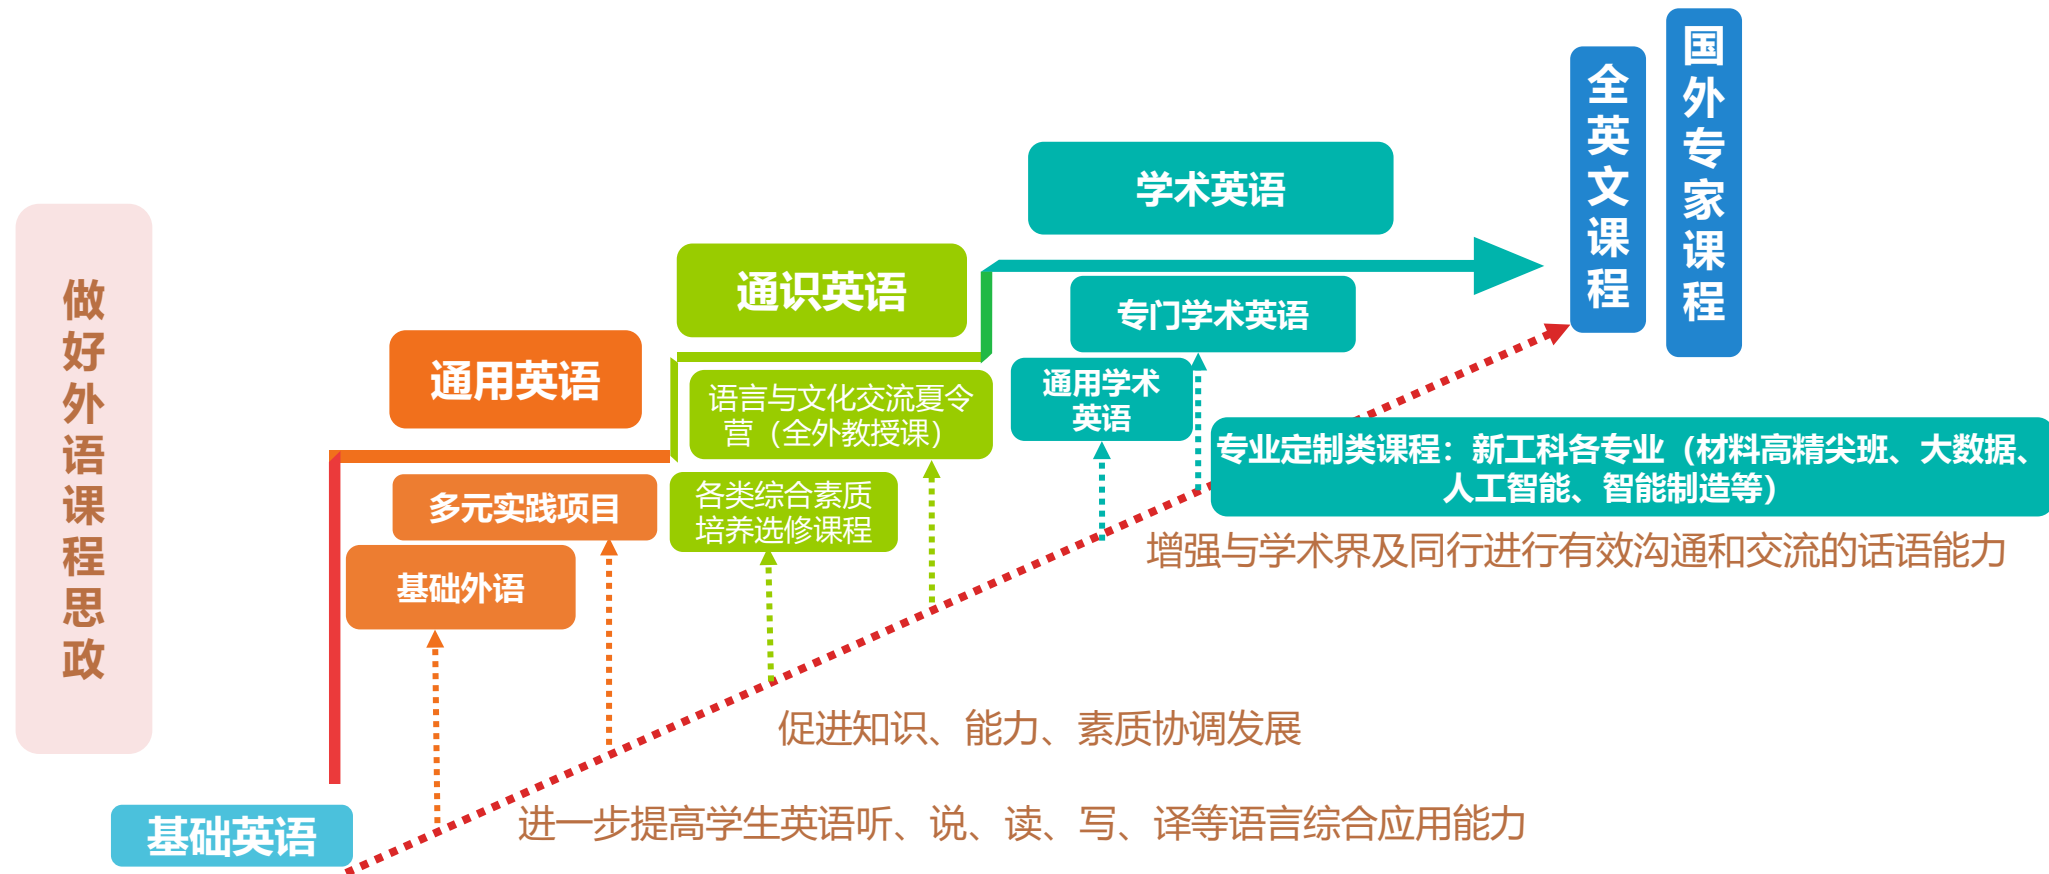 国外专家课程
全英文课程
学术英语
做好外语课程思政
通识英语
专门学术英语
通用英语
通用学术
英语
语言与文化交流夏令
营（全外教授课）
专业定制类课程：新工科各专业（材料高精尖班、大数据、
人工智能、智能制造等）
多元实践项目
各类综合素质
培养选修课程
增强与学术界及同行进行有效沟通和交流的话语能力
基础外语
促进知识、能力、素质协调发展
进一步提高学生英语听、说、读、写、译等语言综合应用能力
基础英语